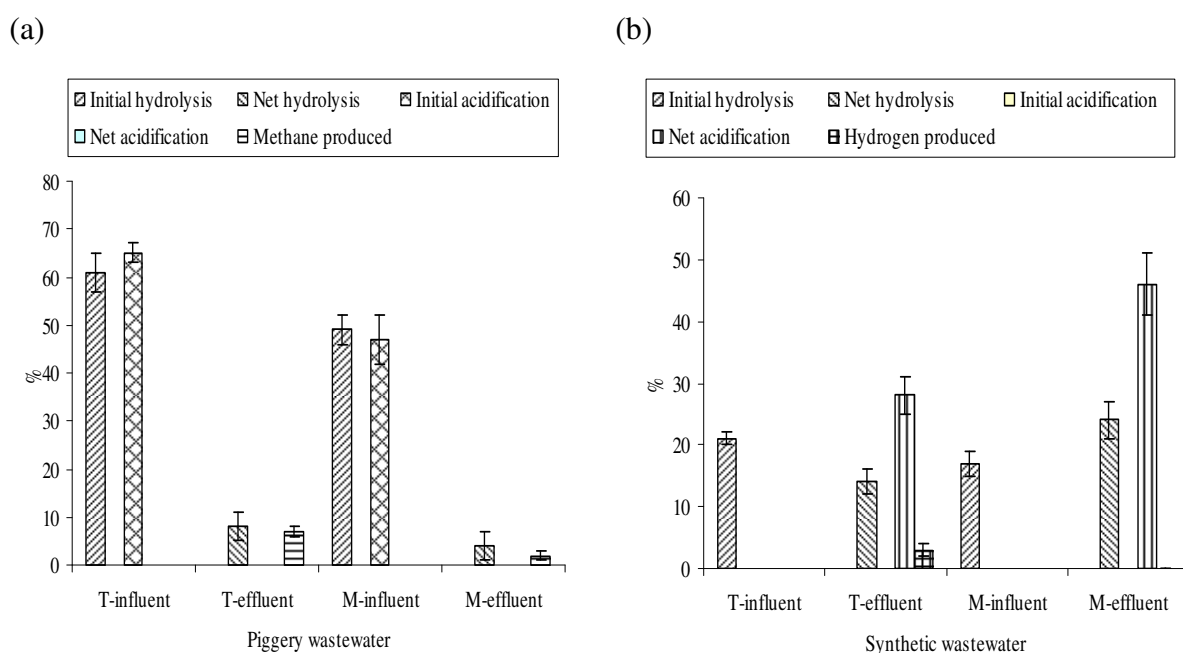 (a)
Initial hydrolysis Net hydrolysis Initial acidification
Net acidification Methane produced
80
70
60
50
40
30
20
10
0
%
T-influent T-effluent M-influent M-effluent
Piggery wastewater
(b)
Initial hydrolysis Net hydrolysis Initial acidification
Net acidification Hydrogen produced
60
50
40
30
20
10
0
%
T-influent T-effluent M-influent M-effluent
Synthetic wastewater